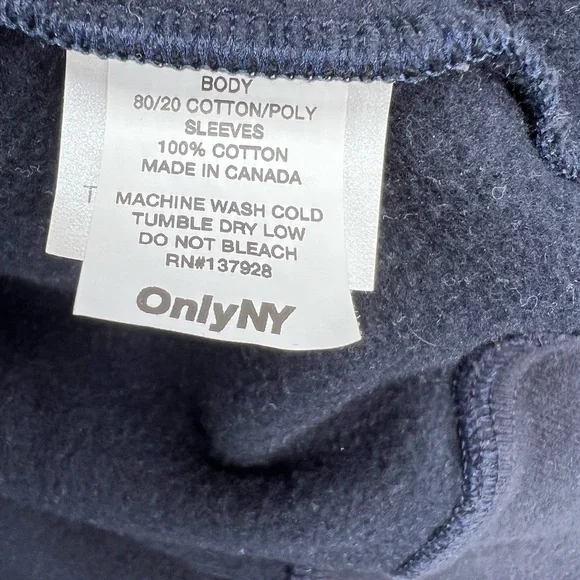 BODY
80/20 COTTON/POLY
SLEEVES
100% COTTON
MADE IN CANADA
MACHINE WASH COLD
TUMBLE DRY LOW
DO NOT BLEACH
RN#137928
OnlyNY